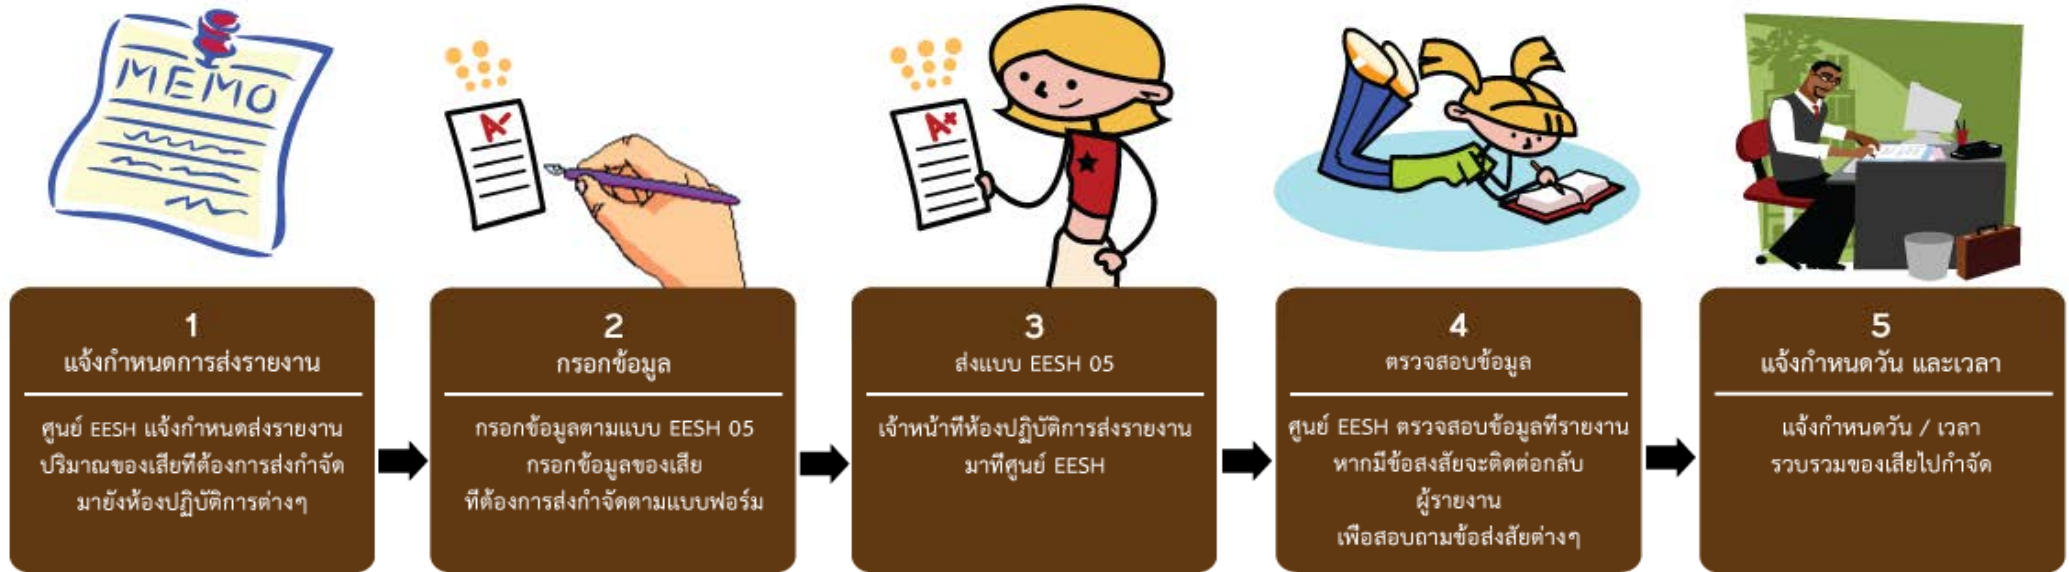 MEMO
A
A+
1
แจ้งกำหนดการส่งรายงาน
ศูนย์ EESH แจ้งกำหนดส่งรายงาน
ปริมาณของเสียที่ต้องการส่งกำจัด
มายังห้องปฏิบัติการต่างๆ
2
กรอกข้อมูล
กรอกข้อมูลตามแบบ EESH 05
กรอกข้อมูลของเสีย
ที่ต้องการส่งกำจัดตามแบบฟอร์ม
3
ส่งแบบ EESH 05
เจ้าหน้าที่ห้องปฏิบัติการส่งรายงาน
มาที่ศูนย์ EESH
4
ตรวจสอบข้อมูล
ศูนย์ EESH ตรวจสอบข้อมูลที่รายงาน
หากมีข้อสงสัยจะติดต่อกลับ
ผู้รายงาน
เพื่อสอบถามข้อส่งสัยต่างๆ
5
แจ้งกำหนดวัน และเวลา
แจ้งกำหนดวัน / เวลา
รวบรวมของเสียไปกำจัด